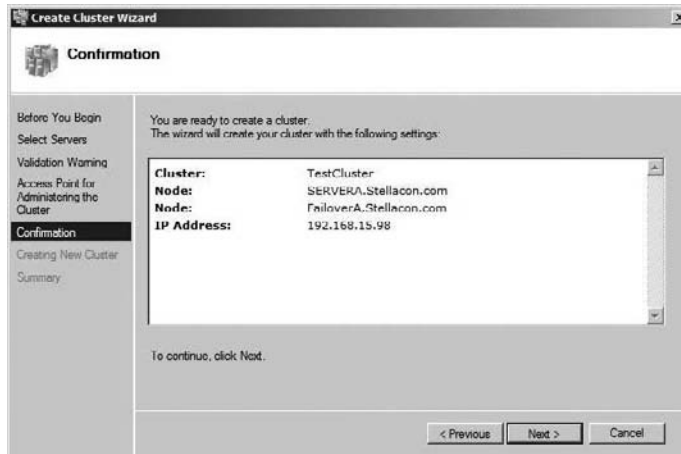 Create Cluster Wizard
Confirmation
Before You Begin
Select Servers
Validation Warning
Access Point for
Administering the
Cluster
Confirmation
Creating New Cluster
Summary
You are ready to create a cluster.
The wizard will create your cluster with the following settings:
Cluster: TestCluster
Node: SERVERA.Stellacon.com
Node: FailoverA.Stellacon.com
IP Address: 192.168.15.98
To continue, click Next.
< Previous Next > Cancel